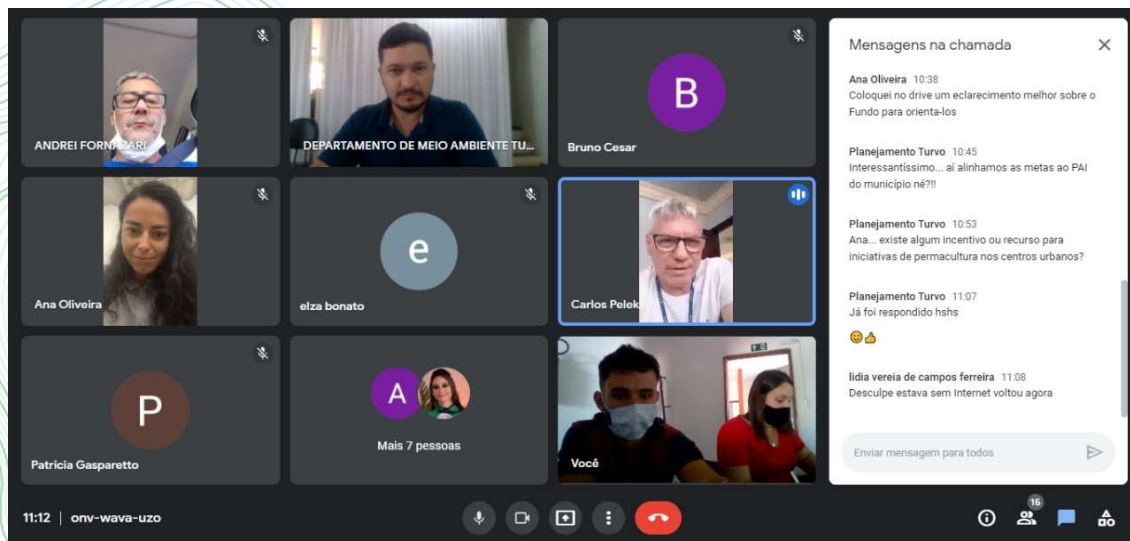 ANDREI FORNAZARI
DEPARTAMENTO DE MEIO AMBIENTE TU...
B
Bruno Cesar
Ana Oliveira
e
elza bonato
Carlos Pelek
P
Patricia Gasparetto
A
Mais 7 pessoas
Você
Mensagens na chamada
Ana Oliveira 10:38
Coloquei no drive um eclarecimento melhor sobre o
Fundo para orienta-los
Planejamento Turvo 10:45
Interessantíssimo... aí alinhamos as metas ao PAI
do município né?!!
Planejamento Turvo 10:53
Ana... existe algum incentivo ou recurso para
iniciativas de permacultura nos centros urbanos?
Planejamento Turvo 11:07
Já foi respondido hshs
lidia vereia de campos ferreira 11:08
Desculpe estava sem Internet voltou agora
Enviar mensagem para todos
11:12 | onv-wava-uzo
15